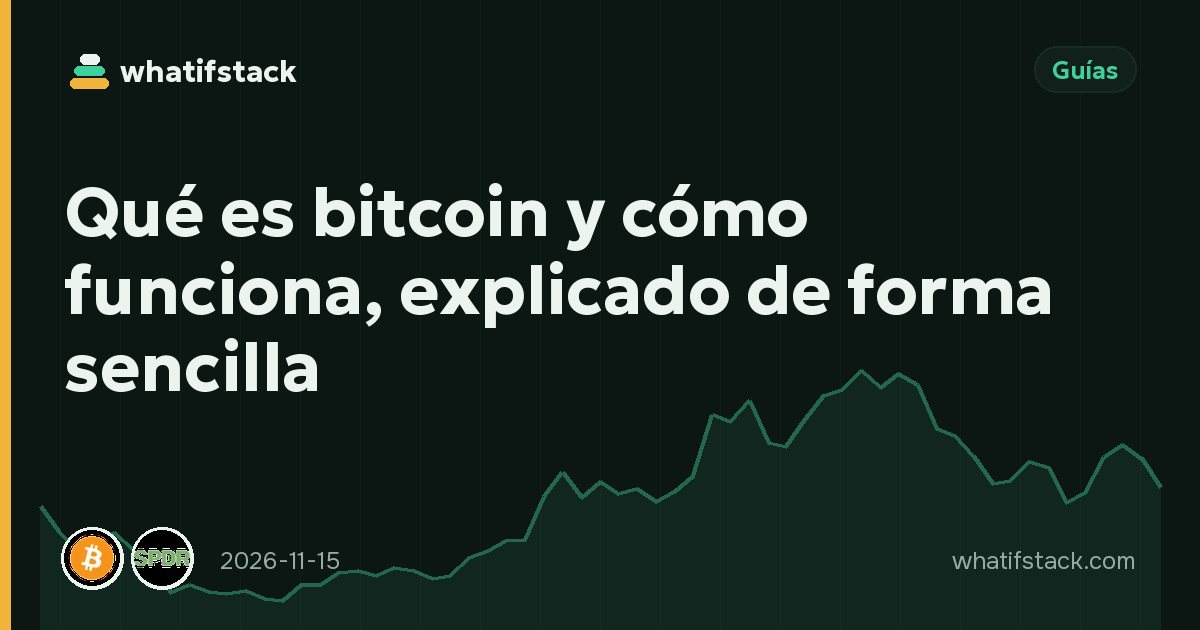 whatifstack
Guías
Qué es bitcoin y cómo
funciona, explicado de forma
sencilla
SPDR
2026-11-15
whatifstack.com